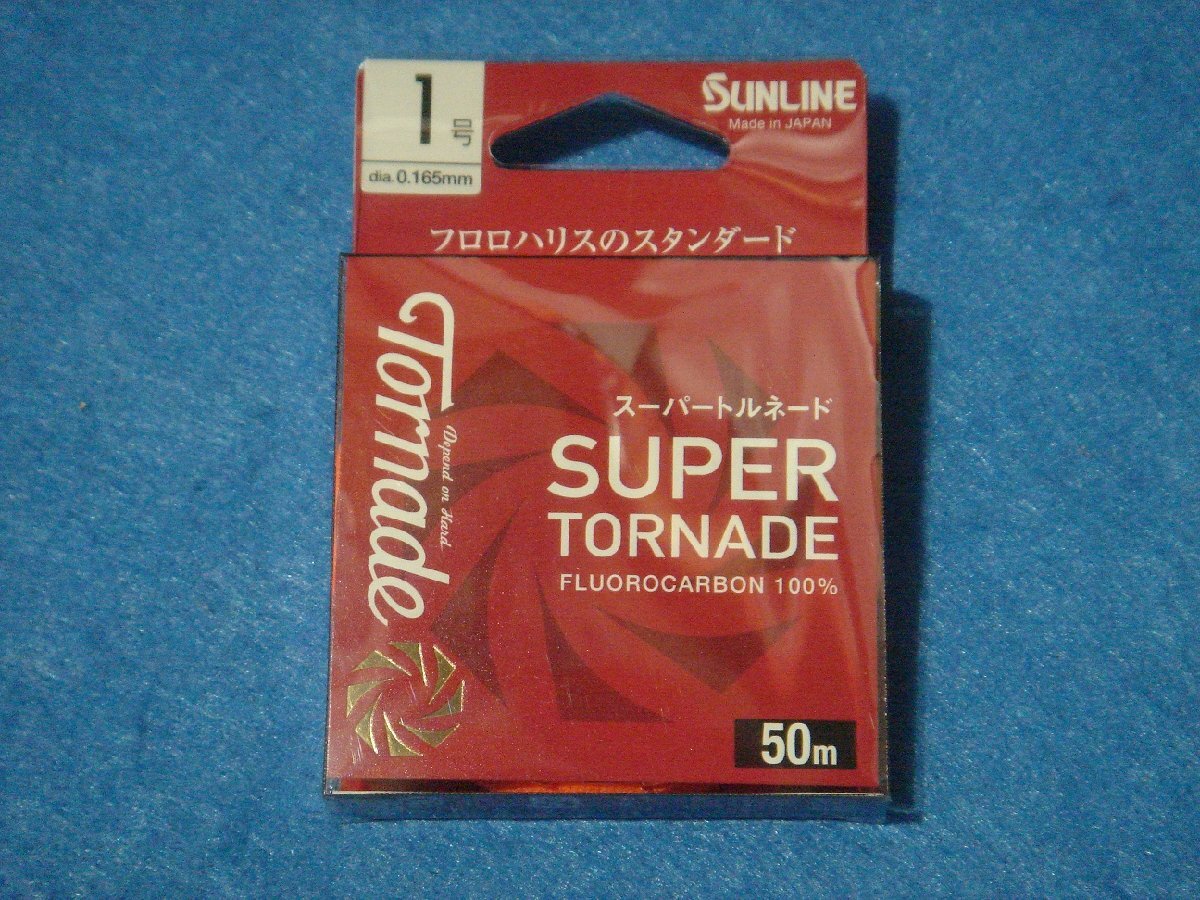 1号
dia. 0.165mm
SUNLINE
Made in JAPAN
フロロハリスのスタンダード
Tornade
Depend on Hard.
スーパートルネード
SUPER
TORNADE
FLUOROCARBON 100%
50m